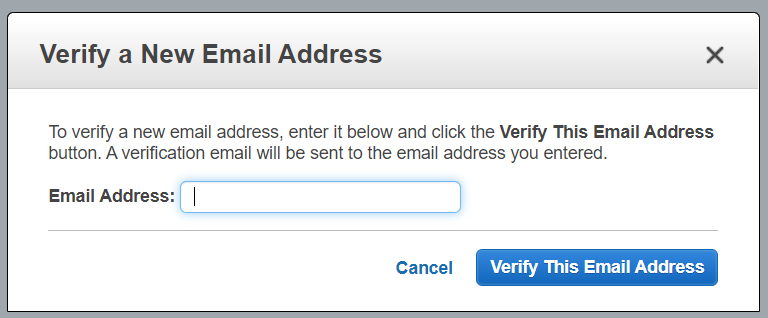 Verify a New Email Address
To verify a new email address, enter it below and click the Verify This Email Address
button. A verification email will be sent to the email address you entered.
Email Address:
Cancel Verify This Email Address